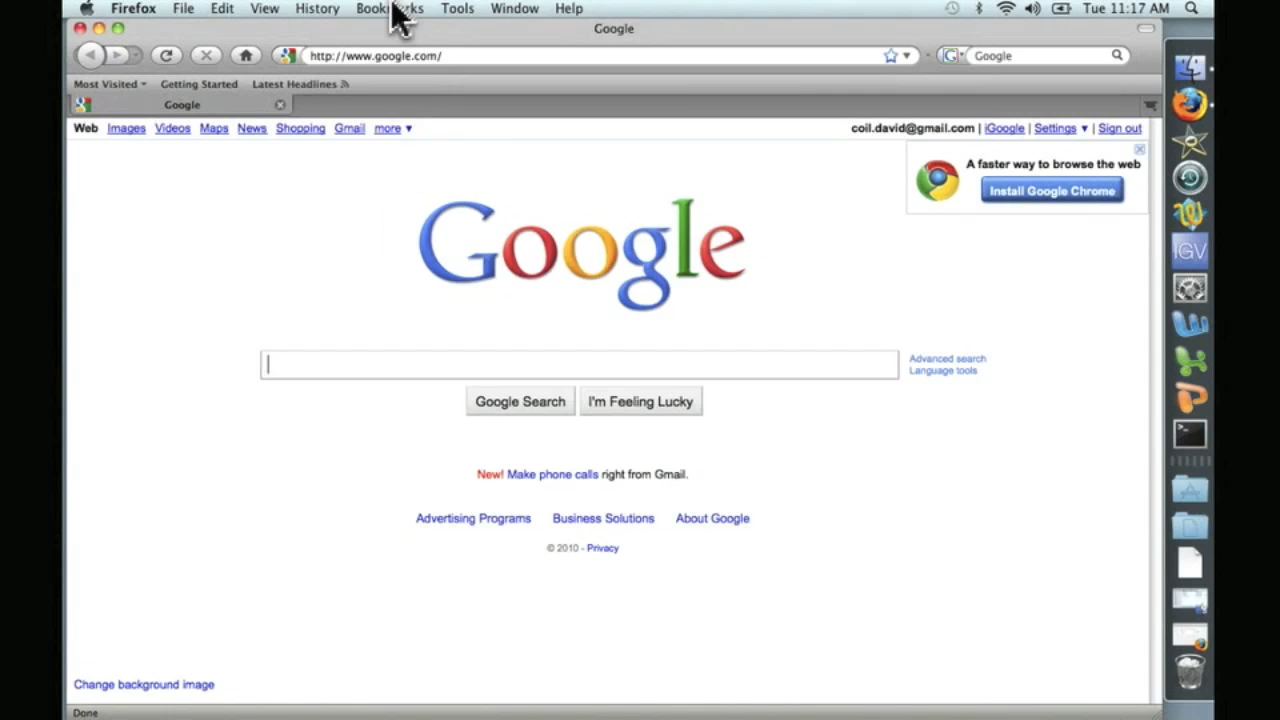 Firefox File Edit View History Bookmarks Tools Window Help Tue 11:17 AM
Google
http://www.google.com/ Google
Most Visited Getting Started Latest Headlines
Google
Web Images Videos Maps News Shopping Gmail more coil.david@gmail.com | iGoogle | Settings | Sign out
A faster way to browse the web
Install Google Chrome
Google
Advanced search
Language tools
Google Search I'm Feeling Lucky
New! Make phone calls right from Gmail.
Advertising Programs Business Solutions About Google
© 2010 - Privacy
Change background image
Done
IGV